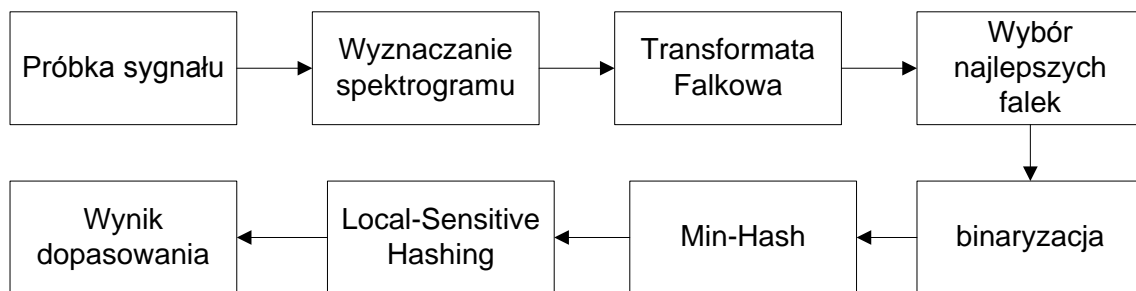 Próbka sygnału
Wyznaczanie
spektrogramu
Transformata
Falkowa
Wybór
najlepszych
falek
binaryzacja
Min-Hash
Local-Sensitive
Hashing
Wynik
dopasowania